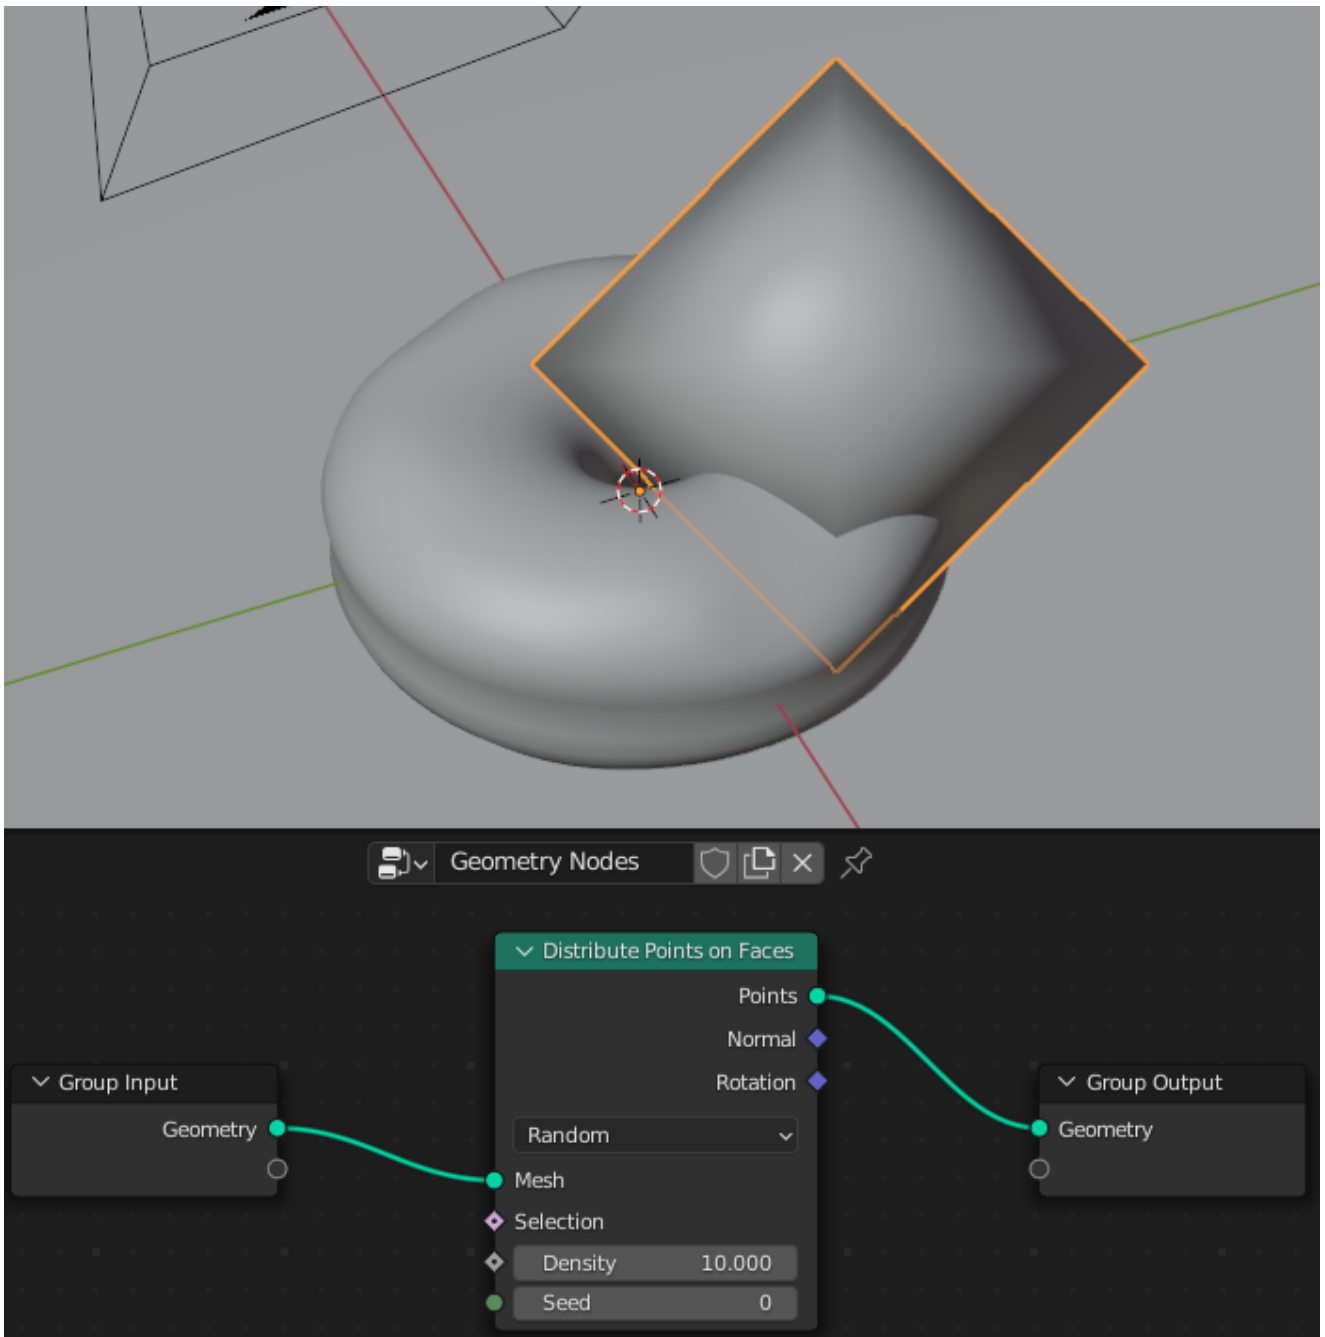 Geometry Nodes
Distribute Points on Faces
Points
Normal
Rotation
Group Input
Geometry
Random
Mesh
Selection
Density 10.000
Seed 0
Group Output
Geometry